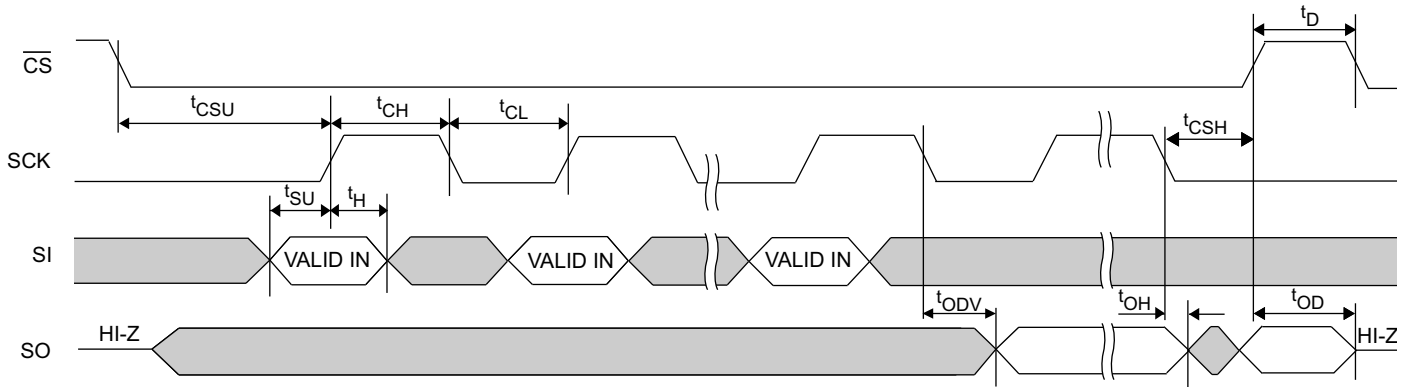 tD
CS
tCSU
tCH
tCL
tCSH
SCK
tSU
tH
SI
VALID IN
VALID IN
VALID IN
tODV
tOH
tOD
HI-Z
HI-Z
SO